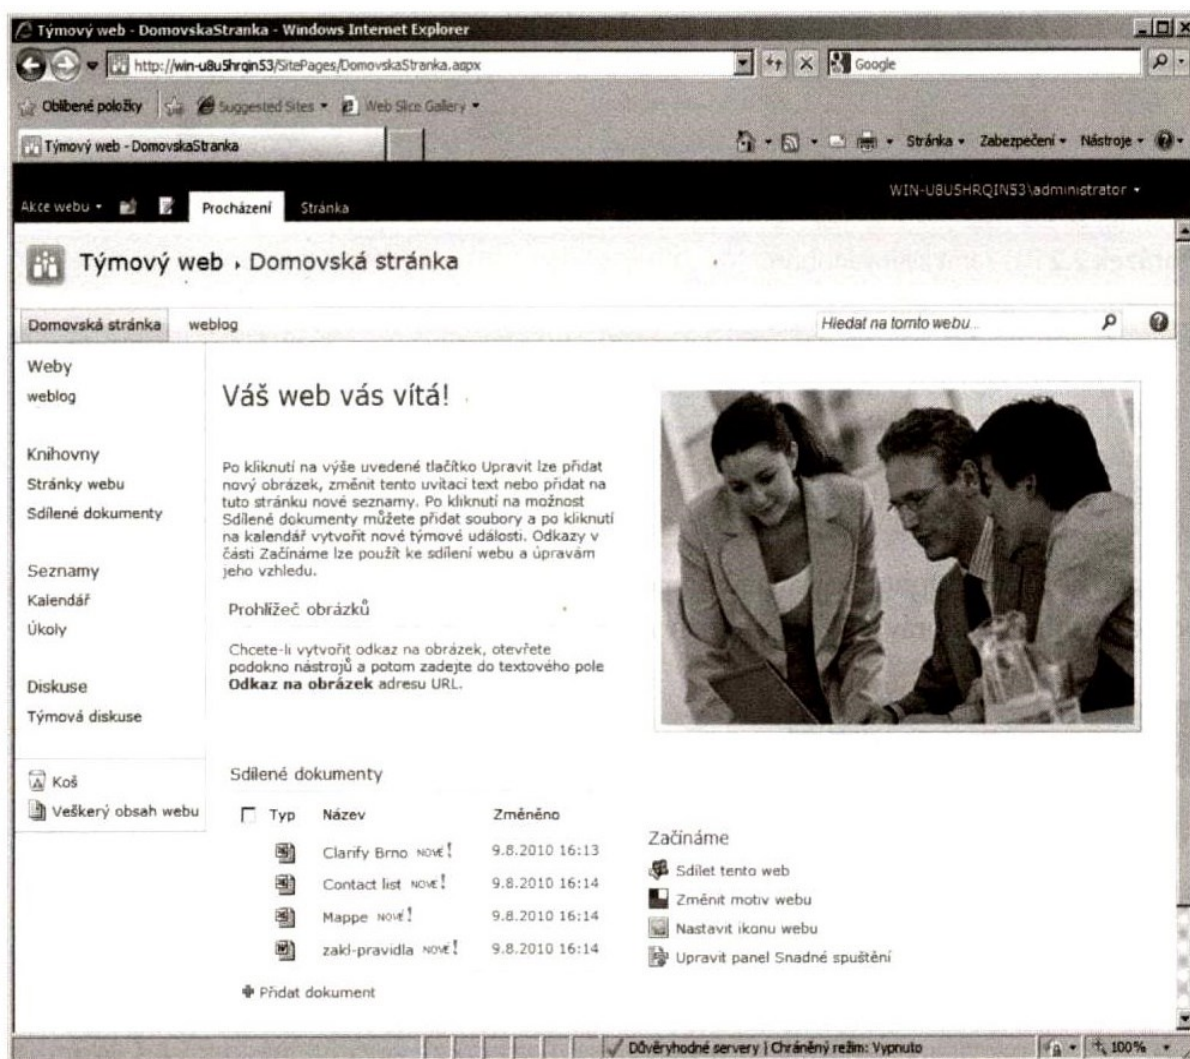 Týmový web - DomovskaStranka - Windows Internet Explorer
http://win-u8u5hrqin53/SitePages/DomovskaStranka.aspx
Google
Oblíbené položky
Suggested Sites
Web Slice Gallery
Týmový web - DomovskaStranka
Stránka
Zabezpečení
Nástroje
WIN-U8U5HRQIN53\administrator
Akce webu
Procházení
Stránka
Týmový web › Domovská stránka
Domovská stránka
weblog
Hledat na tomto webu...
Weby
weblog
Knihovny
Stránky webu
Sdílené dokumenty
Seznamy
Kalendář
Úkoly
Diskuse
Týmová diskuse
Koš
Veškerý obsah webu
Váš web vás vítá!
Po kliknutí na výše uvedené tlačítko Upravit lze přidat
nový obrázek, změnit tento uvítací text nebo přidat na
tuto stránku nové seznamy. Po kliknutí na možnost
Sdílené dokumenty můžete přidat soubory a po kliknutí
na kalendář vytvořit nové týmové události. Odkazy v
části Začínáme lze použít ke sdílení webu a úpravám
jeho vzhledu.
Prohlížeč obrázků
Chcete-li vytvořit odkaz na obrázek, otevřete
podokno nástrojů a potom zadejte do textového pole
Odkaz na obrázek adresu URL.
Sdílené dokumenty
Typ Název Změněno
Clarify Brno NOVÉ! 9.8.2010 16:13
Contact list NOVÉ! 9.8.2010 16:14
Mappe NOVÉ! 9.8.2010 16:14
zakl-pravidla NOVÉ! 9.8.2010 16:14
Přidat dokument
Začínáme
Sdílet tento web
Změnit motiv webu
Nastavit ikonu webu
Upravit panel Snadné spuštění
Důvěryhodné servery | Chráněný režim: Vypnuto
100%